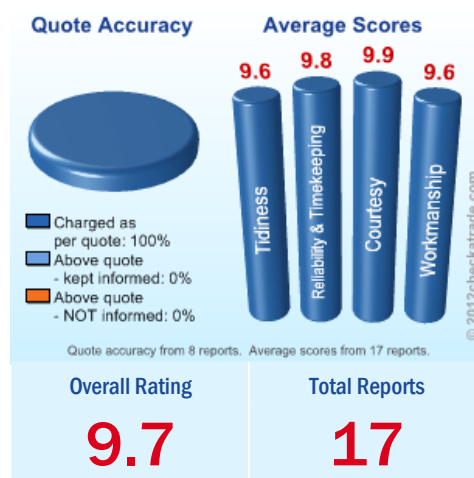 Quote Accuracy
Charged as
per quote: 100%
Above quote
- kept informed: 0%
Above quote
- NOT informed: 0%
Average Scores
9.6
9.8
9.9
9.6
Tidiness
Reliability & Timekeeping
Courtesy
Workmanship
© 2012checkatrade.com
Quote accuracy from 8 reports. Average scores from 17 reports.
Overall Rating
9.7
Total Reports
17